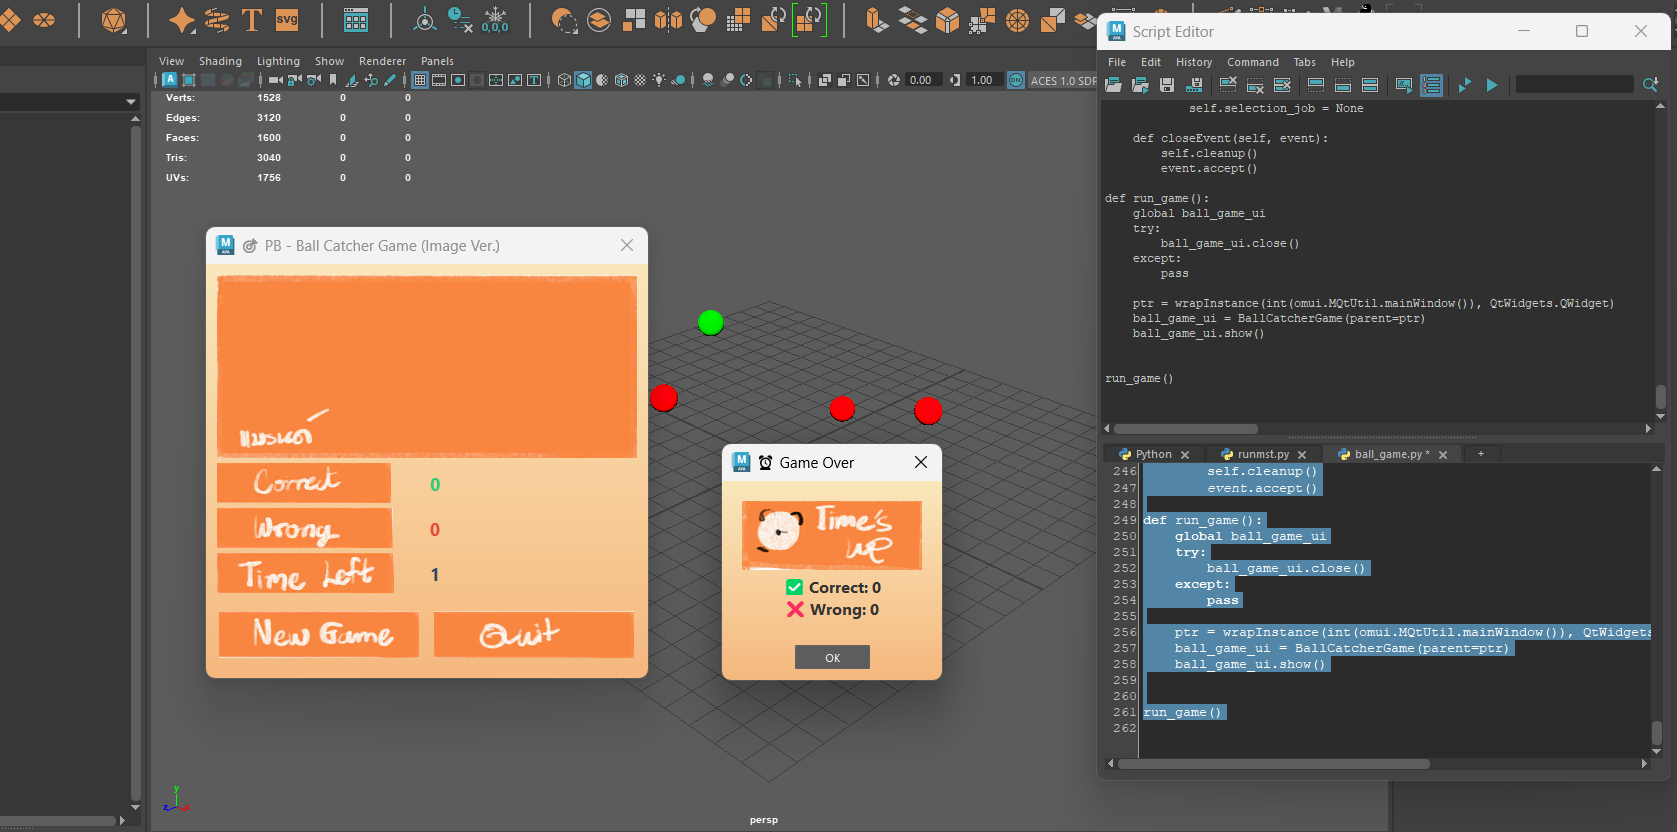 svg
0,0,0
View Shading Lighting Show Renderer Panels
0.00 1.00 ACES 1.0 SDR
Verts: 1528 0 0
Edges: 3120 0 0
Faces: 1600 0 0
Tris: 3040 0 0
UVs: 1756 0 0
PB - Ball Catcher Game (Image Ver.)
Correct 0
Wrong 0
Time Left 1
New Game Quit
Game Over
Time's
up
Correct: 0
Wrong: 0
OK
persp
Script Editor
File Edit History Command Tabs Help
self.selection_job = None
def closeEvent(self, event):
self.cleanup()
event.accept()
def run_game():
global ball_game_ui
try:
ball_game_ui.close()
except:
pass
ptr = wrapInstance(int(omui.MQtUtil.mainWindow()), QtWidgets.QWidget)
ball_game_ui = BallCatcherGame(parent=ptr)
ball_game_ui.show()
run_game()
Python runmst.py ball_game.py *
246 self.cleanup()
247 event.accept()
248
249 def run_game():
250 global ball_game_ui
251 try:
252 ball_game_ui.close()
253 except:
254 pass
255
256 ptr = wrapInstance(int(omui.MQtUtil.mainWindow()), QtWidgets
257 ball_game_ui = BallCatcherGame(parent=ptr)
258 ball_game_ui.show()
259
260
261 run_game()
262